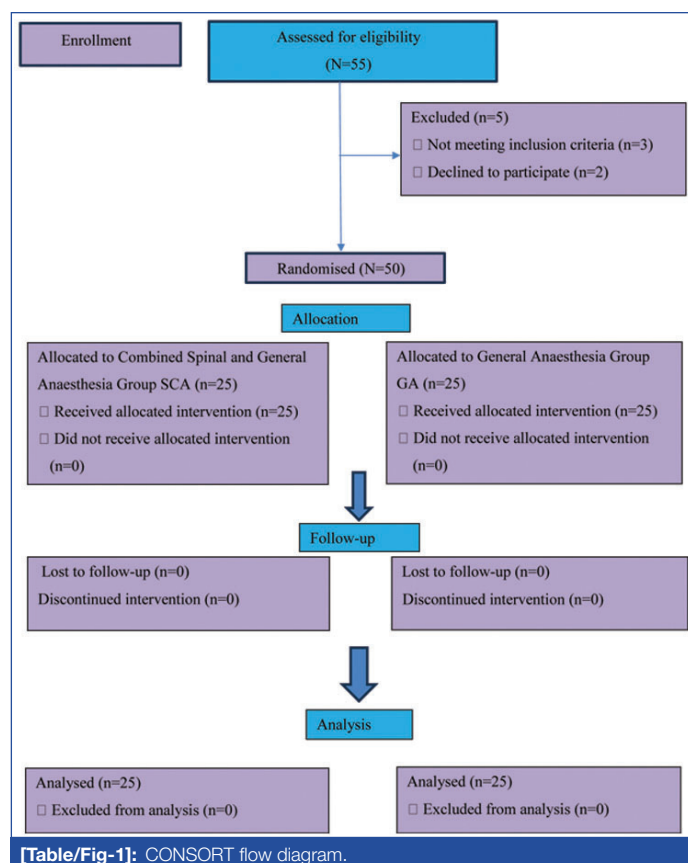 Enrollment
Assessed for eligibility
(N=55)
Excluded (n=5)
□ Not meeting inclusion criteria (n=3)
□ Declined to participate (n=2)
Randomised (N=50)
Allocation
Allocated to Combined Spinal and General
Anaesthesia Group SCA (n=25)
□ Received allocated intervention (n=25)
□ Did not receive allocated intervention
(n=0)
Allocated to General Anaesthesia Group
GA (n=25)
□ Received allocated intervention (n=25)
□ Did not receive allocated intervention
(n=0)
Follow-up
Lost to follow-up (n=0)
Discontinued intervention (n=0)
Lost to follow-up (n=0)
Discontinued intervention (n=0)
Analysis
Analysed (n=25)
□ Excluded from analysis (n=0)
Analysed (n=25)
□ Excluded from analysis (n=0)
[Table/Fig-1]: CONSORT flow diagram.